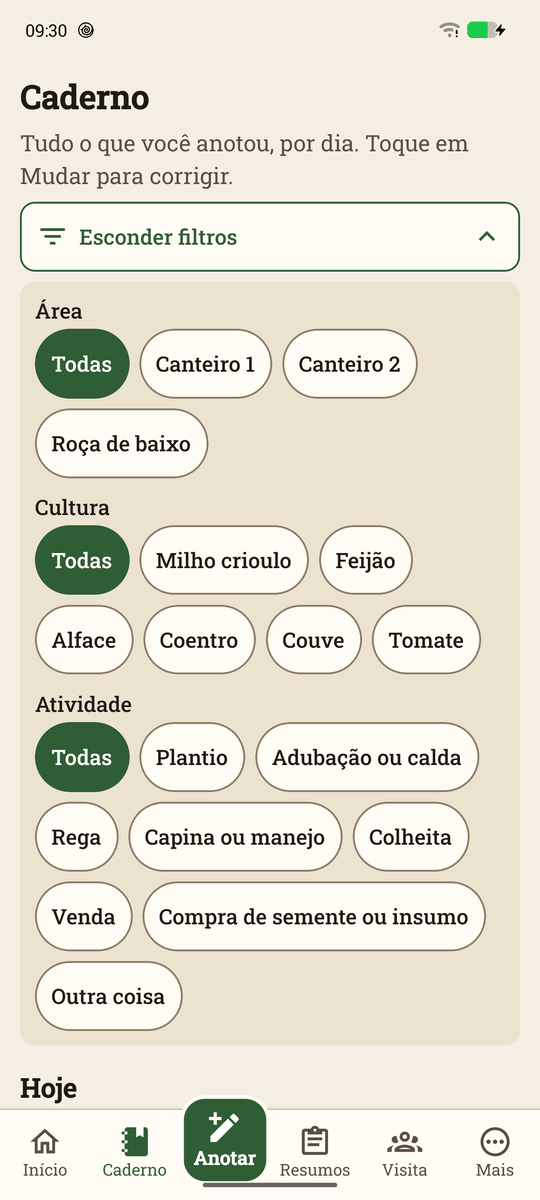 09:30
Caderno
Tudo o que você anotou, por dia. Toque em
Mudar para corrigir.
Esconder filtros
Área
Todas Canteiro 1 Canteiro 2
Roça de baixo
Cultura
Todas Milho crioulo Feijão
Alface Coentro Couve Tomate
Atividade
Todas Plantio Adubação ou calda
Rega Capina ou manejo Colheita
Venda Compra de semente ou insumo
Outra coisa
Hoje
Início Caderno Anotar Resumos Visita Mais